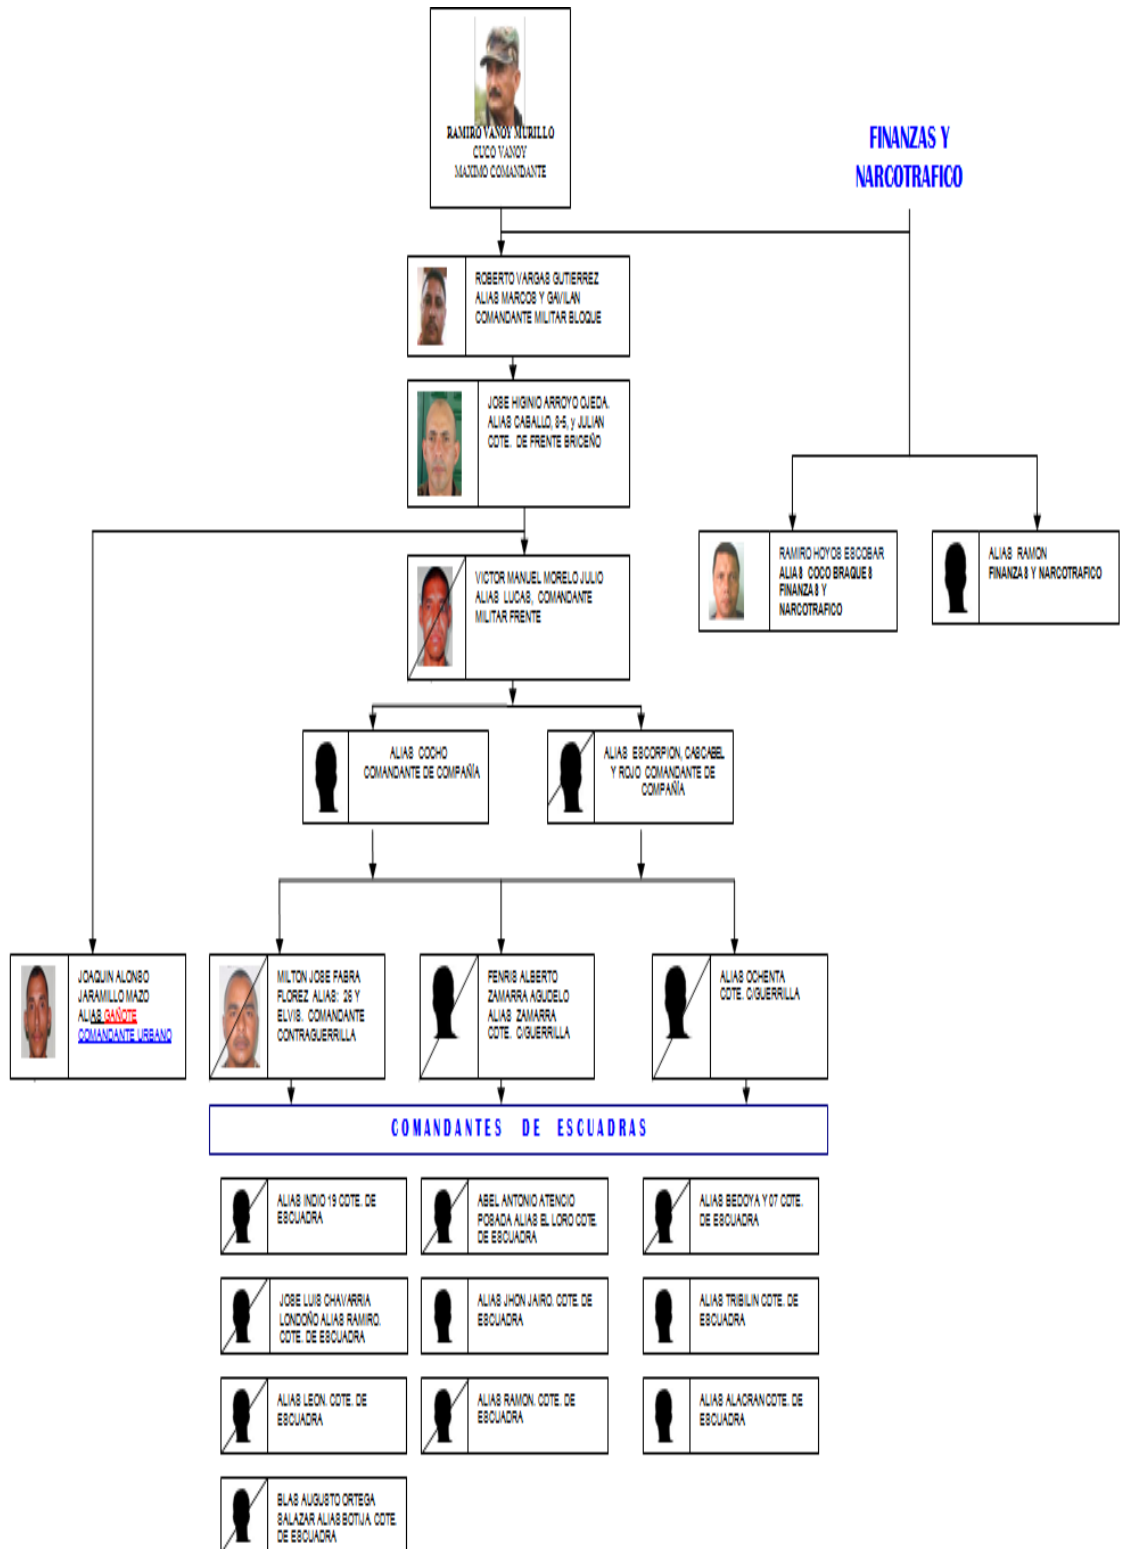 RAMIRO VANOY MURILLO
CUCO VANOY
MAXIMO COMANDANTE
FINANZAS Y
NARCOTRAFICO
ROBERTO VARGAS GUTIERREZ
ALIAS MARCOS Y GAVILAN
COMANDANTE MILITAR BLOQUE
JOSE HIGINIO ARROYO OJEDA.
ALIAS CABALLO, 8-5, y JULIAN
CDTE. DE FRENTE BRICEÑO
VICTOR MANUEL MORELO JULIO
ALIAS LUCAS, COMANDANTE
MILITAR FRENTE
RAMIRO HOYOS ESCOBAR
ALIAS COCO BRAQUES
FINANZAS Y
NARCOTRAFICO
ALIAS RAMON
FINANZAS Y NARCOTRAFICO
ALIAS COCHO
COMANDANTE DE COMPAÑÍA
ALIAS ESCORPION, CASCABEL
Y ROJO COMANDANTE DE
COMPAÑÍA
JOAQUIN ALONSO
JARAMILLO MAZO
ALIAS GAÑOTE
COMANDANTE URBANO
MILTON JOSE FABRA
FLOREZ ALIAS: 26 Y
ELVIS. COMANDANTE
CONTRAGUERRILLA
FENRIS ALBERTO
ZAMARRA AGUDELO
ALIAS ZAMARRA
CDTE. C/GUERRILLA
ALIAS OCHENTA
CDTE. C/GUERRILLA
COMANDANTES DE ESCUADRAS
ALIAS INDIO 19 CDTE. DE
ESCUADRA
ABEL ANTONIO ATENCIO
POSADA ALIAS EL LORO CDTE.
DE ESCUADRA
ALIAS BEDOYA Y 07 CDTE.
DE ESCUADRA
JOSE LUIS CHAVARRIA
LONDOÑO ALIAS RAMIRO.
CDTE. DE ESCUADRA
ALIAS JHON JAIRO. CDTE. DE
ESCUADRA
ALIAS TRIBILIN CDTE. DE
ESCUADRA
ALIAS LEON. CDTE. DE
ESCUADRA
ALIAS RAMON. CDTE. DE
ESCUADRA
ALIAS ALACRAN CDTE. DE
ESCUADRA
BLAS AUGUSTO ORTEGA
SALAZAR ALIAS BOTIJA. CDTE.
DE ESCUADRA